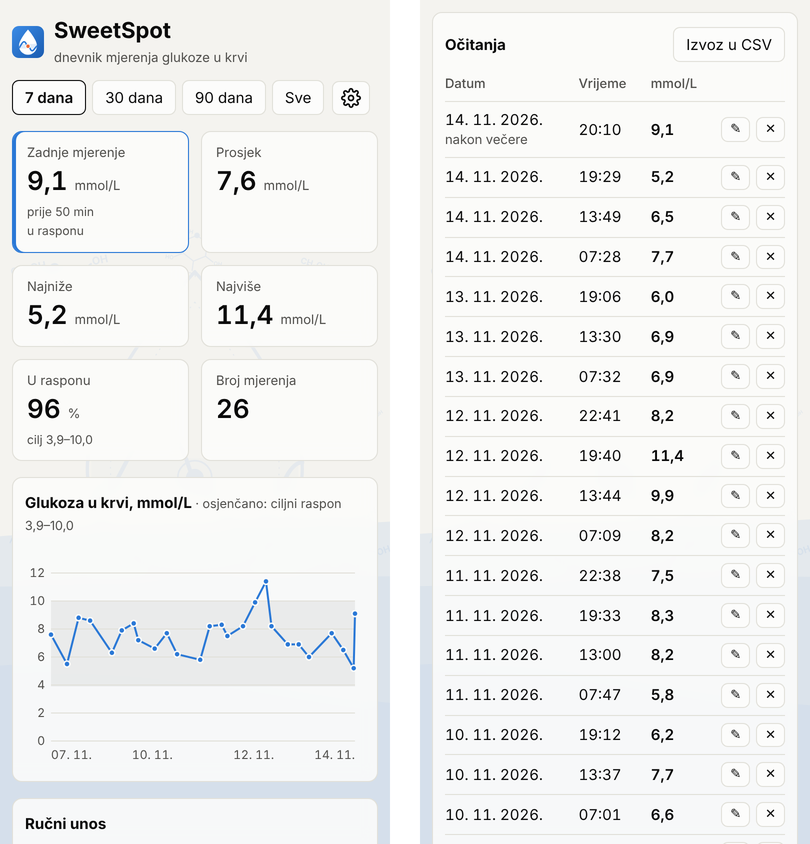 SweetSpot
dnevnik mjerenja glukoze u krvi
7 dana 30 dana 90 dana Sve
Zadnje mjerenje
9,1 mmol/L
prije 50 min
u rasponu
Prosjek
7,6 mmol/L
Najniže
5,2 mmol/L
Najviše
11,4 mmol/L
U rasponu
96 %
cilj 3,9–10,0
Broj mjerenja
26
Glukoza u krvi, mmol/L · osjenčano: ciljni raspon
3,9–10,0
12
10
8
6
4
2
0
07. 11. 10. 11. 12. 11. 14. 11.
Ručni unos
Očitanja Izvoz u CSV
Datum Vrijeme mmol/L
14. 11. 2026. 20:10 9,1
nakon večere
14. 11. 2026. 19:29 5,2
14. 11. 2026. 13:49 6,5
14. 11. 2026. 07:28 7,7
13. 11. 2026. 19:06 6,0
13. 11. 2026. 13:30 6,9
13. 11. 2026. 07:32 6,9
12. 11. 2026. 22:41 8,2
12. 11. 2026. 19:40 11,4
12. 11. 2026. 13:44 9,9
12. 11. 2026. 07:09 8,2
11. 11. 2026. 22:38 7,5
11. 11. 2026. 19:33 8,3
11. 11. 2026. 13:00 8,2
11. 11. 2026. 07:47 5,8
10. 11. 2026. 19:12 6,2
10. 11. 2026. 13:37 7,7
10. 11. 2026. 07:01 6,6